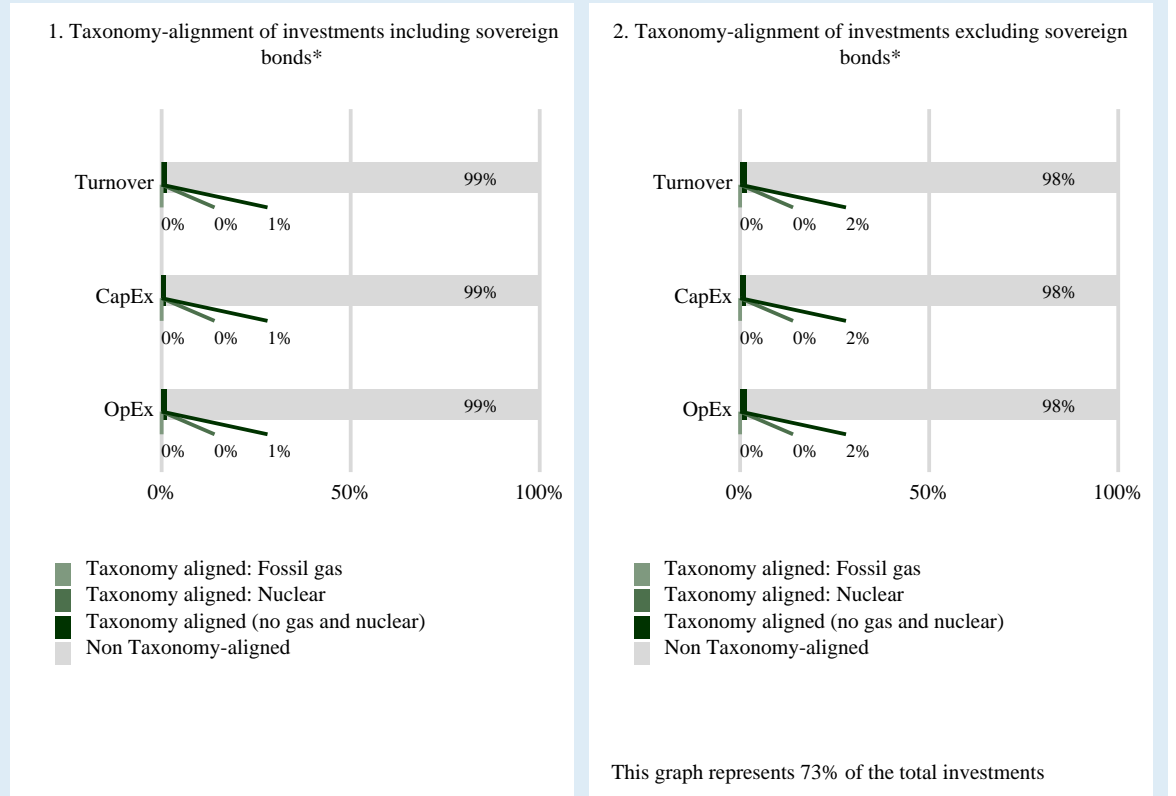 1. Taxonomy-alignment of investments including sovereign
bonds*
Turnover
99%
0% 0% 1%
CapEx
99%
0% 0% 1%
OpEx
99%
0% 0% 1%
0% 50% 100%
Taxonomy aligned: Fossil gas
Taxonomy aligned: Nuclear
Taxonomy aligned (no gas and nuclear)
Non Taxonomy-aligned
2. Taxonomy-alignment of investments excluding sovereign
bonds*
Turnover
98%
0% 0% 2%
CapEx
98%
0% 0% 2%
OpEx
98%
0% 0% 2%
0% 50% 100%
Taxonomy aligned: Fossil gas
Taxonomy aligned: Nuclear
Taxonomy aligned (no gas and nuclear)
Non Taxonomy-aligned
This graph represents 73% of the total investments